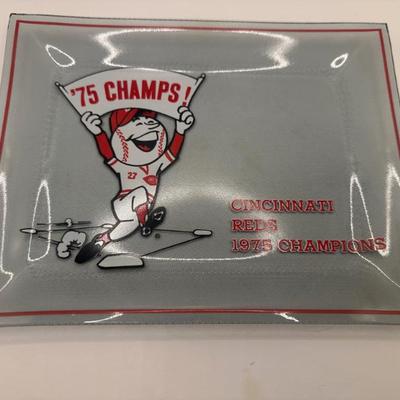 '75 CHAMPS!
27
CINCINNATI
REDS
1975 CHAMPIONS